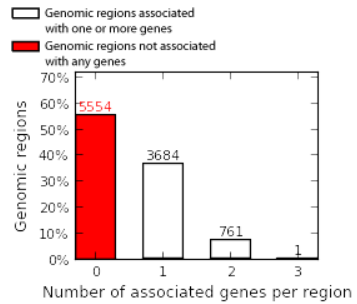 Genomic regions associated
with one or more genes
Genomic regions not associated
with any genes
70%
60%
50%
40%
30%
20%
10%
0%
Genomic regions
5554
3684
761
1
0
1
2
3
Number of associated genes per region